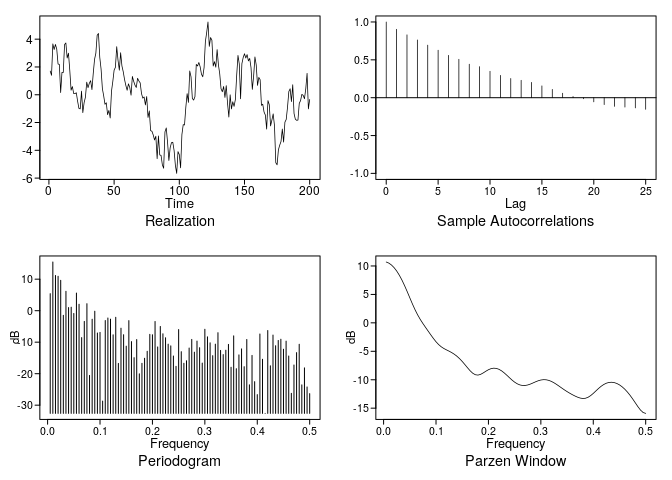 4
2
0
-2
-4
-6
0 50 100 150 200
Time
Realization
1.0
0.5
0.0
-0.5
-1.0
0 5 10 15 20 25
Lag
Sample Autocorrelations
dB
10
0
-10
-20
-30
0.0 0.1 0.2 0.3 0.4 0.5
Frequency
Periodogram
dB
10
5
0
-5
-10
-15
0.0 0.1 0.2 0.3 0.4 0.5
Frequency
Parzen Window